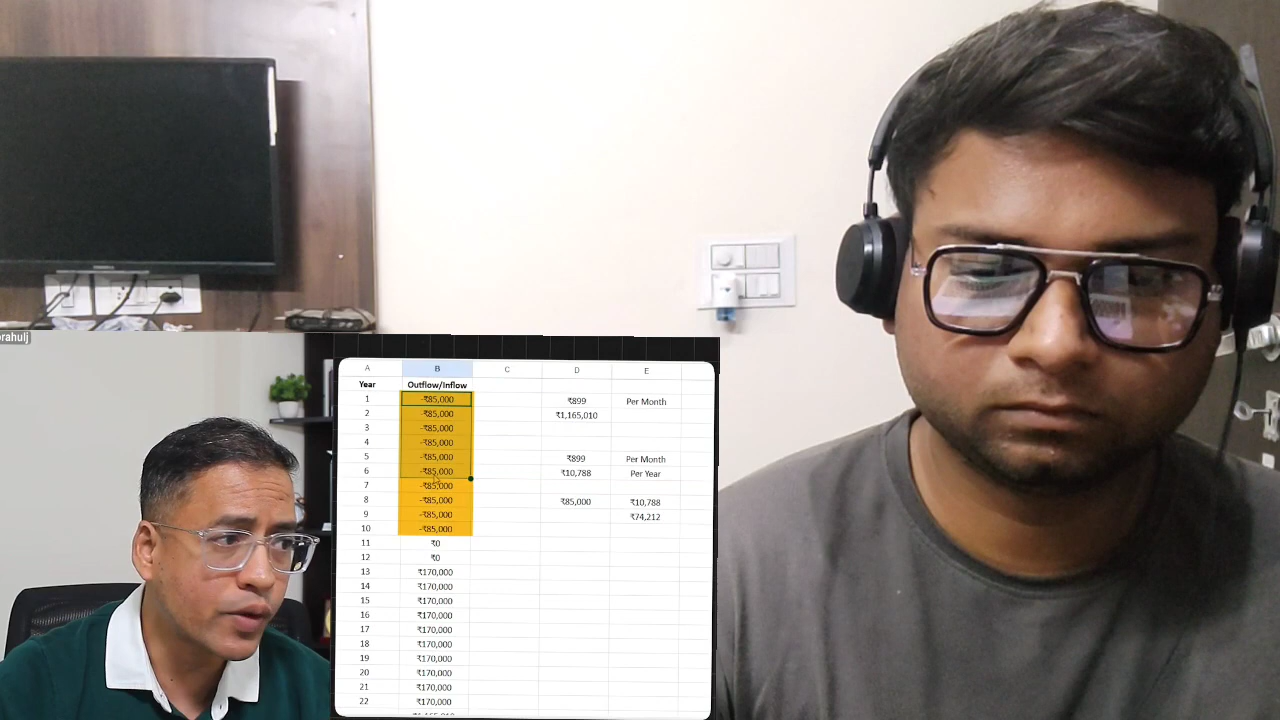 orahulj
A B C D E
Year Outflow/Inflow
1 -₹85,000 ₹899 Per Month
2 -₹85,000 ₹1,165,010
3 -₹85,000
4 -₹85,000
5 -₹85,000 ₹899 Per Month
6 -₹85,000 ₹10,788 Per Year
7 -₹85,000
8 -₹85,000 ₹85,000 ₹10,788
9 -₹85,000 ₹74,212
10 -₹85,000
11 ₹0
12 ₹0
13 ₹170,000
14 ₹170,000
15 ₹170,000
16 ₹170,000
17 ₹170,000
18 ₹170,000
19 ₹170,000
20 ₹170,000
21 ₹170,000
22 ₹170,000